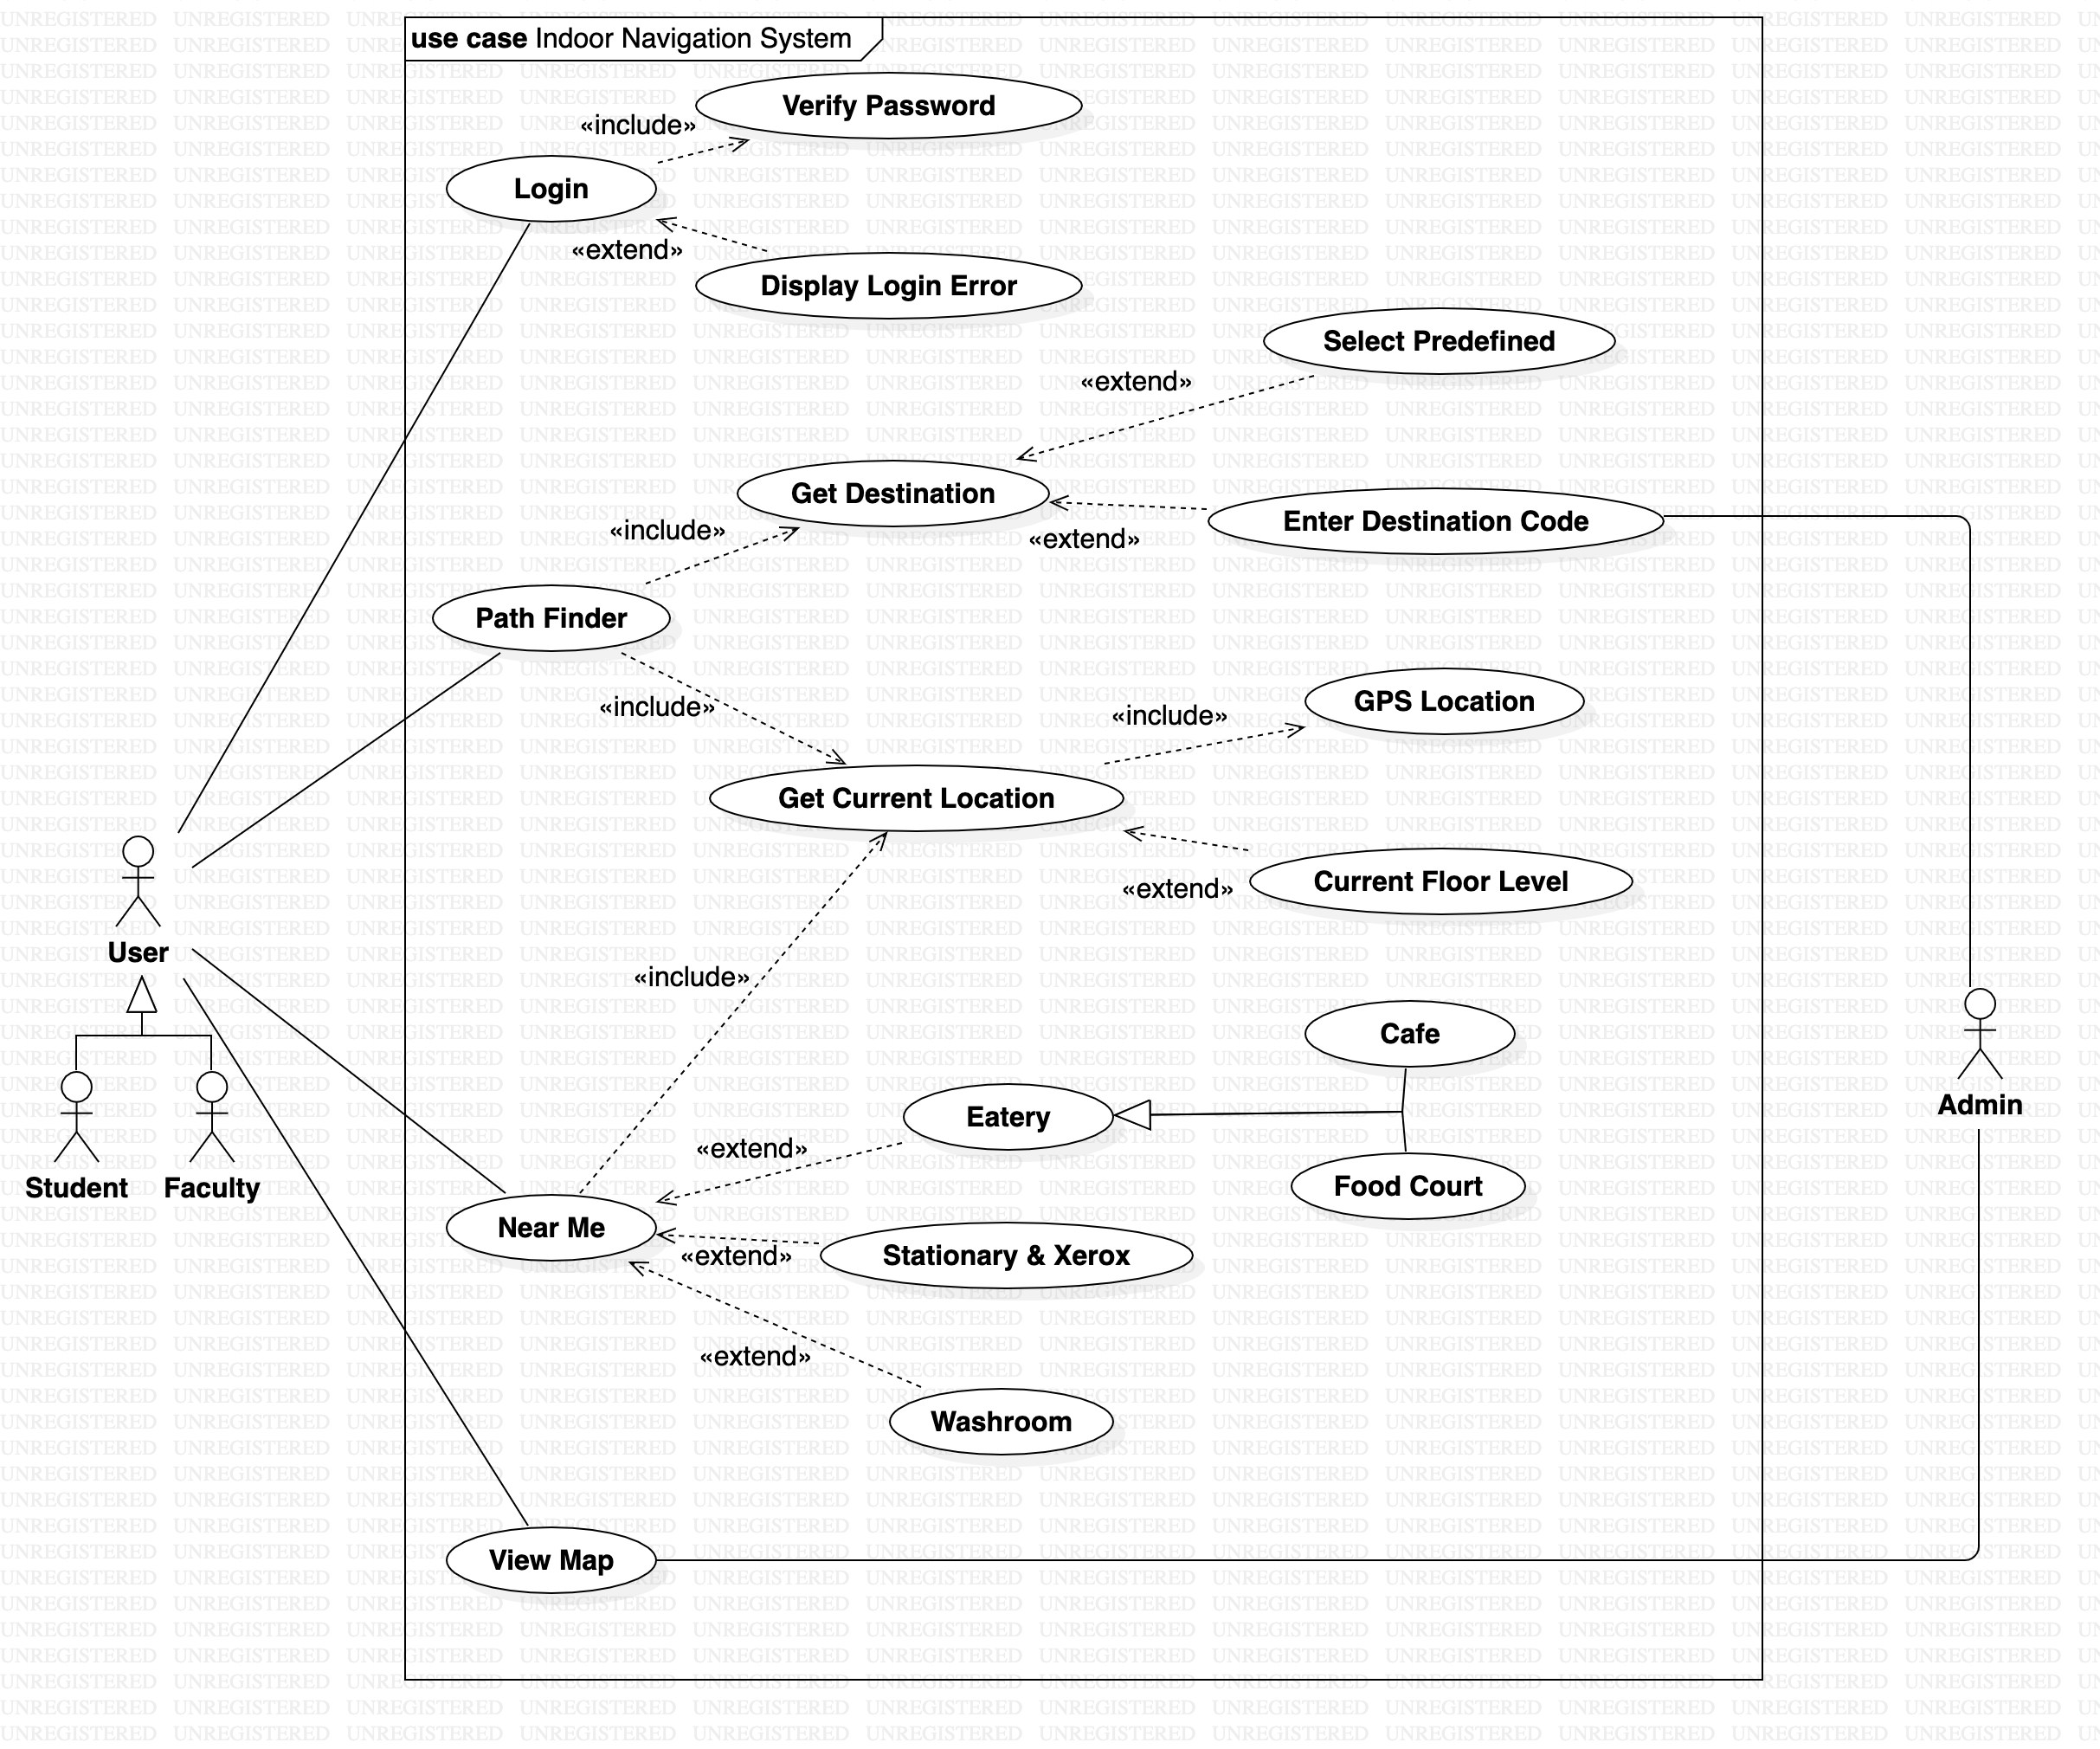 use case Indoor Navigation System
Verify Password
«include»
Login
«extend»
Display Login Error
Select Predefined
«extend»
Get Destination
Enter Destination Code
«include»
«extend»
Path Finder
GPS Location
«include»
«include»
Get Current Location
Current Floor Level
«extend»
User
«include»
Cafe
Admin
Eatery
«extend»
Student
Faculty
Food Court
Near Me
Stationary & Xerox
«extend»
«extend»
Washroom
View Map
UNREGISTERED